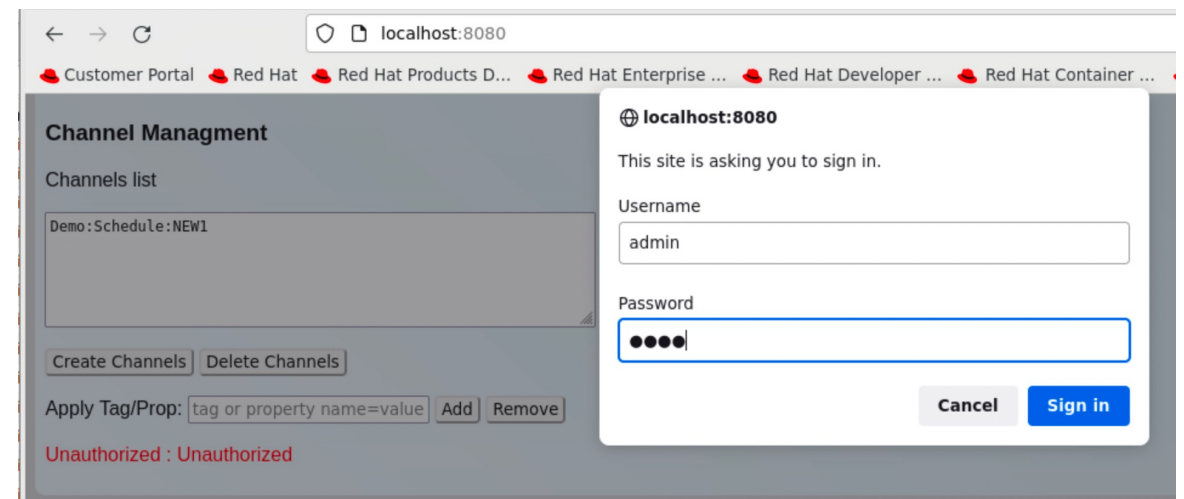 localhost:8080
Customer Portal Red Hat Red Hat Products D... Red Hat Enterprise ... Red Hat Developer ... Red Hat Container ...
Channel Managment
Channels list
Demo:Schedule:NEW1
Create Channels Delete Channels
Apply Tag/Prop: tag or property name=value Add Remove
Unauthorized : Unauthorized
localhost:8080
This site is asking you to sign in.
Username
admin
Password
●●●●
Cancel Sign in